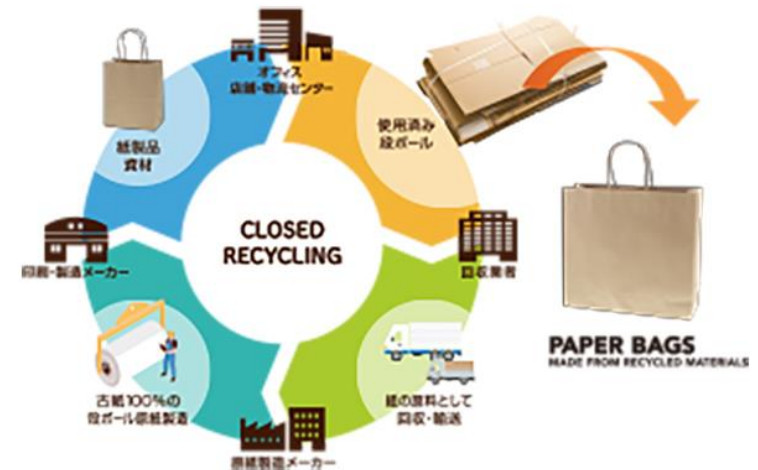 オフィス
店舗・物流センター
紙製品
資材
使用済み
段ボール
CLOSED
RECYCLING
印刷・製造メーカー
回収業者
PAPER BAGS
MADE FROM RECYCLED MATERIALS
古紙100%の
段ボール原紙製造
紙の原料として
回収・輸送
原紙製造メーカー